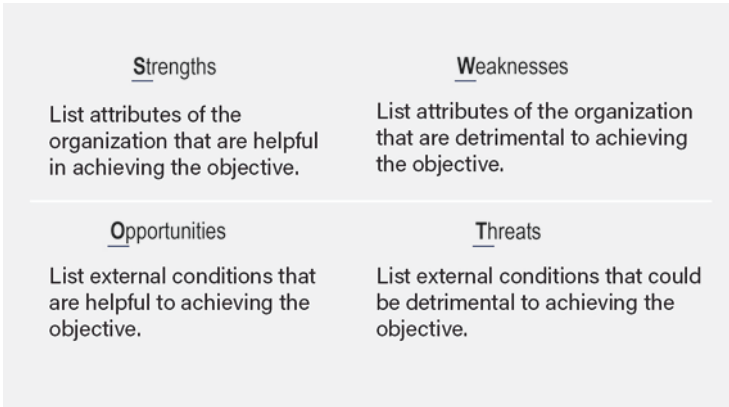 Strengths
List attributes of the
organization that are helpful
in achieving the objective.
Weaknesses
List attributes of the organization
that are detrimental to achieving
the objective.
Opportunities
List external conditions that
are helpful to achieving the
objective.
Threats
List external conditions that could
be detrimental to achieving the
objective.